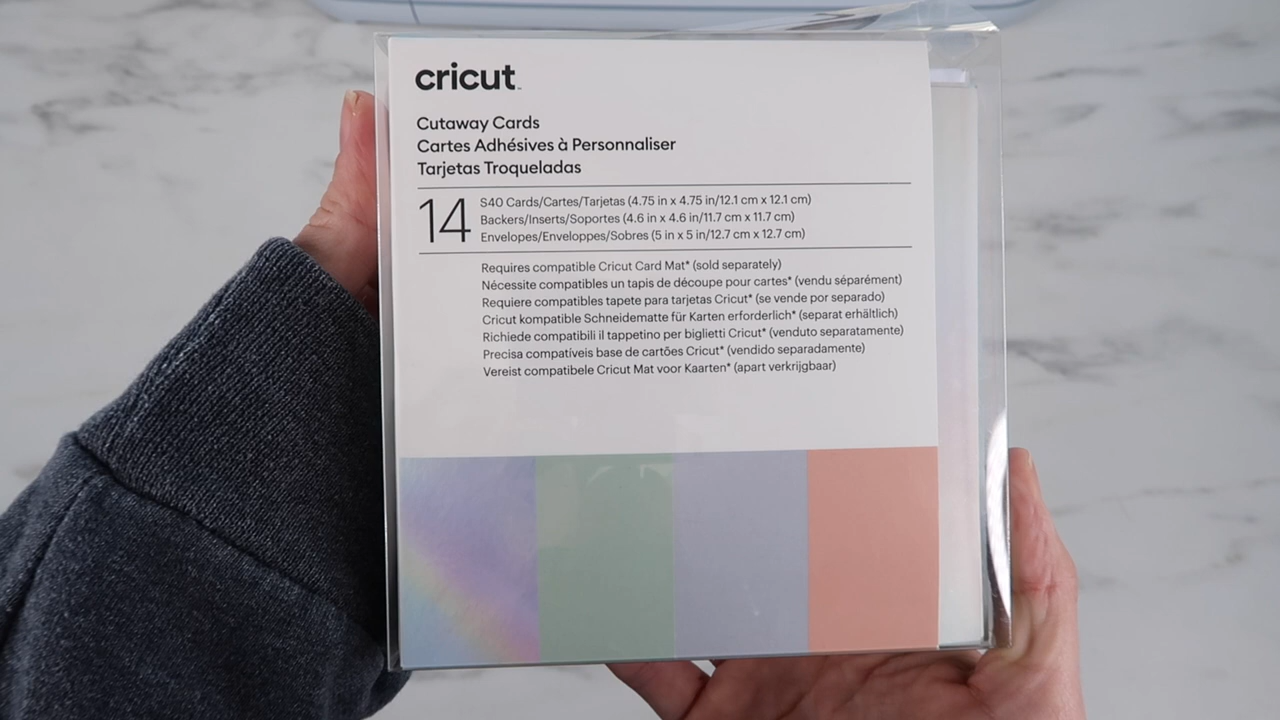 cricut
Cutaway Cards
Cartes Adhésives à Personnaliser
Tarjetas Troqueladas
14
S40 Cards/Cartes/Tarjetas (4.75 in x 4.75 in/12.1 cm x 12.1 cm)
Backers/Inserts/Soportes (4.6 in x 4.6 in/11.7 cm x 11.7 cm)
Envelopes/Enveloppes/Sobres (5 in x 5 in/12.7 cm x 12.7 cm)
Requires compatible Cricut Card Mat* (sold separately)
Nécessite compatibles un tapis de découpe pour cartes* (vendu séparément)
Requiere compatibles tapete para tarjetas Cricut* (se vende por separado)
Cricut kompatible Schneidematte für Karten erforderlich* (separat erhältlich)
Richiede compatibili il tappetino per biglietti Cricut* (venduto separatamente)
Precisa compatíveis base de cartões Cricut* (vendido separadamente)
Vereist compatibele Cricut Mat voor Kaarten* (apart verkrijgbaar)